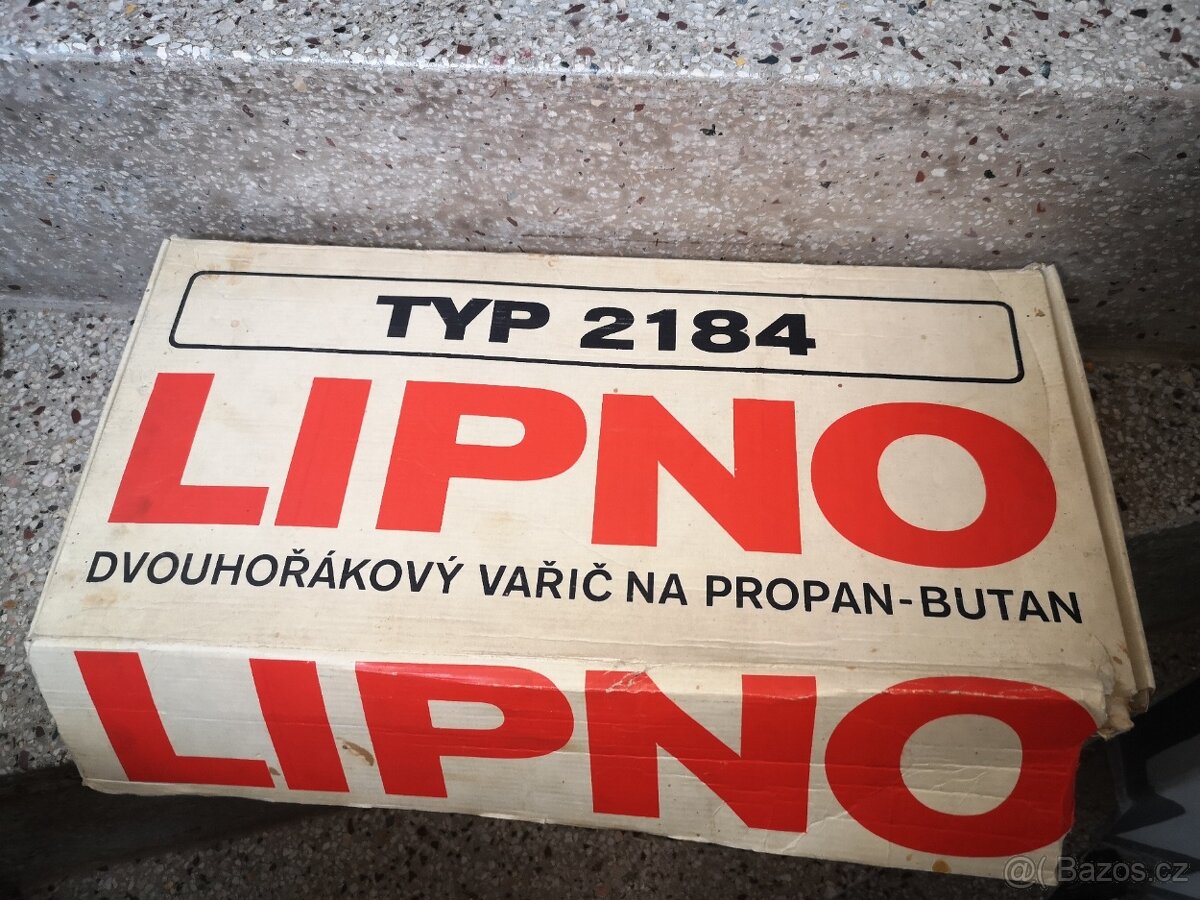 TYP 2184
LIPNO
DVOUHOŘÁKOVÝ VAŘIČ NA PROPAN-BUTAN
LIPNO
@( Bazos.cz